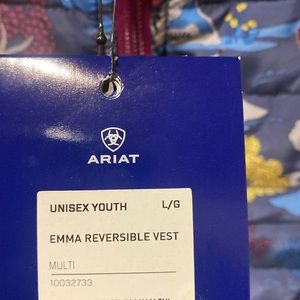 ARIAT
UNISEX YOUTH L/G
EMMA REVERSIBLE VEST
MULTI
10032733